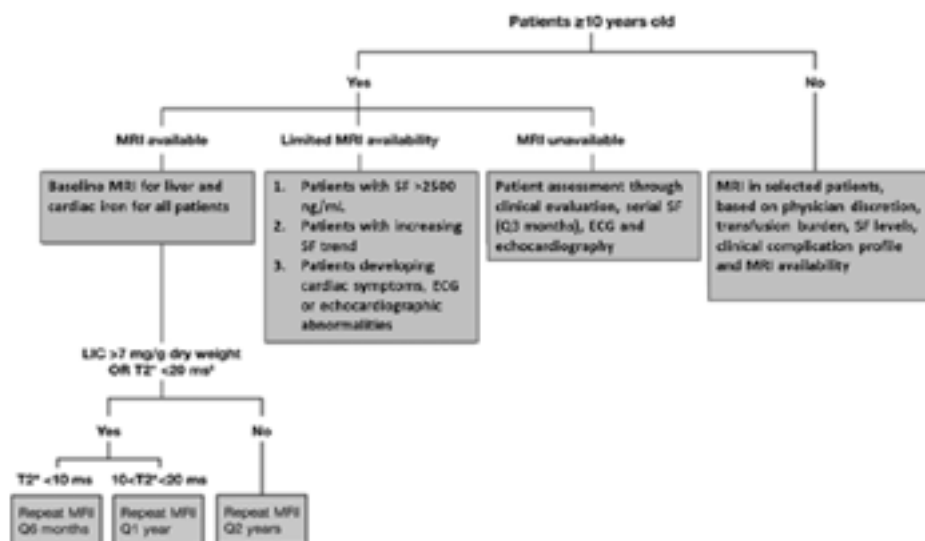 Patients ≥10 years old
Yes
No
MRI available
Limited MRI availability
MRI unavailable
Baseline MRI for liver and
cardiac iron for all patients
1. Patients with SF >2500
ng/mL
2. Patients with increasing
SF trend
3. Patients developing
cardiac symptoms, ECG
or echocardiographic
abnormalities
Patient assessment through
clinical evaluation, serial SF
(Q3 months), ECG and
echocardiography
MRI in selected patients,
based on physician discretion,
transfusion burden, SF levels,
clinical complication profile
and MRI availability
LIC >7 mg/g dry weight
OR T2* <20 ms
Yes
No
T2* <10 ms
10<T2*<20 ms
Repeat MRI
Q6 months
Repeat MRI
Q1 year
Repeat MRI
Q2 years